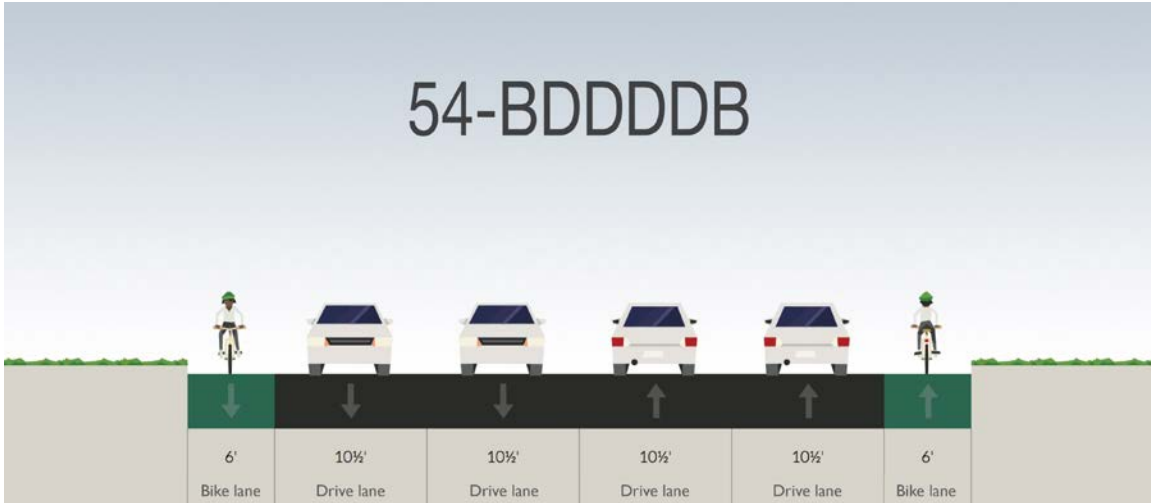 54-BDDDDB
6' 10½' 10½' 10½' 10½' 6'
Bike lane Drive lane Drive lane Drive lane Drive lane Bike lane